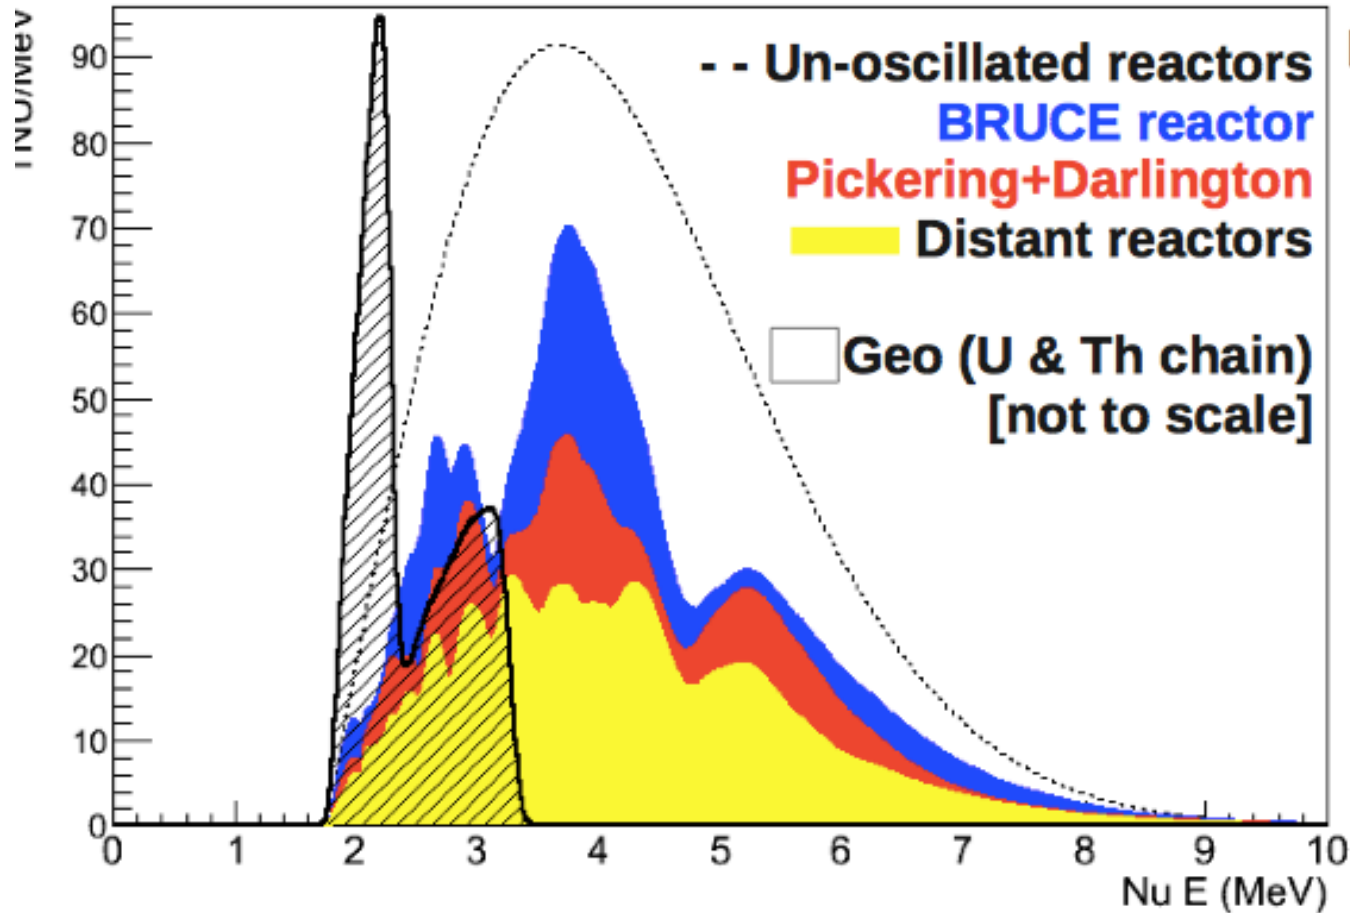 TNU/MeV
90
80
70
60
50
40
30
20
10
0
- - Un-oscillated reactors
BRUCE reactor
Pickering+Darlington
Distant reactors
Geo (U & Th chain)
[not to scale]
0 1 2 3 4 5 6 7 8 9 10
Nu E (MeV)